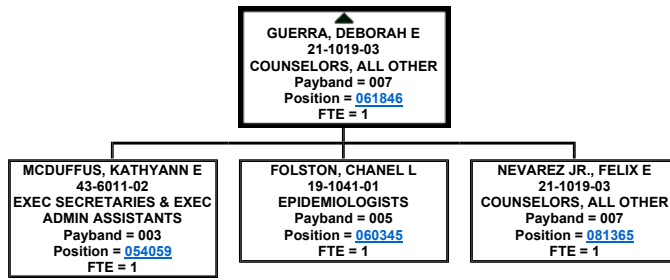 GUERRA, DEBORAH E
21-1019-03
COUNSELORS, ALL OTHER
Payband = 007
Position = 061846
FTE = 1
MCDUFFUS, KATHYANN E
43-6011-02
EXEC SECRETARIES & EXEC
ADMIN ASSISTANTS
Payband = 003
Position = 054059
FTE = 1
FOLSTON, CHANEL L
19-1041-01
EPIDEMIOLOGISTS
Payband = 005
Position = 060345
FTE = 1
NEVAREZ JR., FELIX E
21-1019-03
COUNSELORS, ALL OTHER
Payband = 007
Position = 081365
FTE = 1